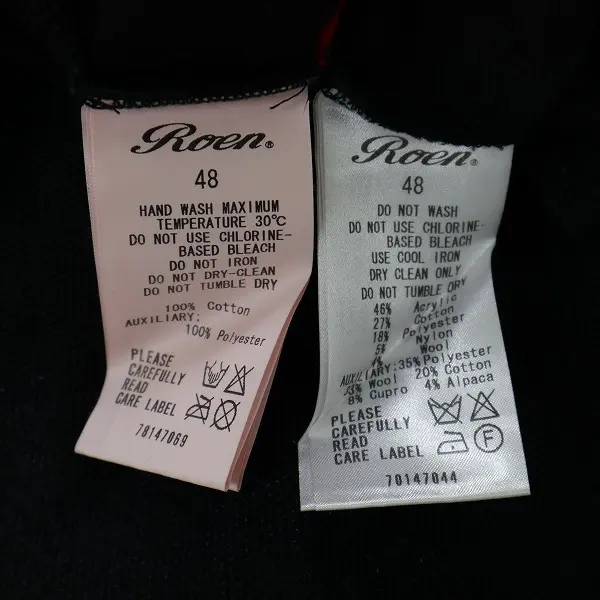 Roen®
48
HAND WASH MAXIMUM
TEMPERATURE 30℃
DO NOT USE CHLORINE-
BASED BLEACH
DO NOT IRON
DO NOT DRY-CLEAN
DO NOT TUMBLE DRY
100% Cotton
AUXILIARY;
100% Polyester
PLEASE
CAREFULLY
READ
CARE LABEL
78147069
Roen®
48
DO NOT WASH
DO NOT USE CHLORINE-
BASED BLEACH
USE COOL IRON
DRY CLEAN ONLY
DO NOT TUMBLE DRY
46% Acrylic
27% Cotton
18% Nylon
5% Wool
AUXILIARY;35% Polyester
Wool 20% Cotton
8% Cupro 4% Alpaca
PLEASE
CAREFULLY
READ
CARE LABEL
F
70147044